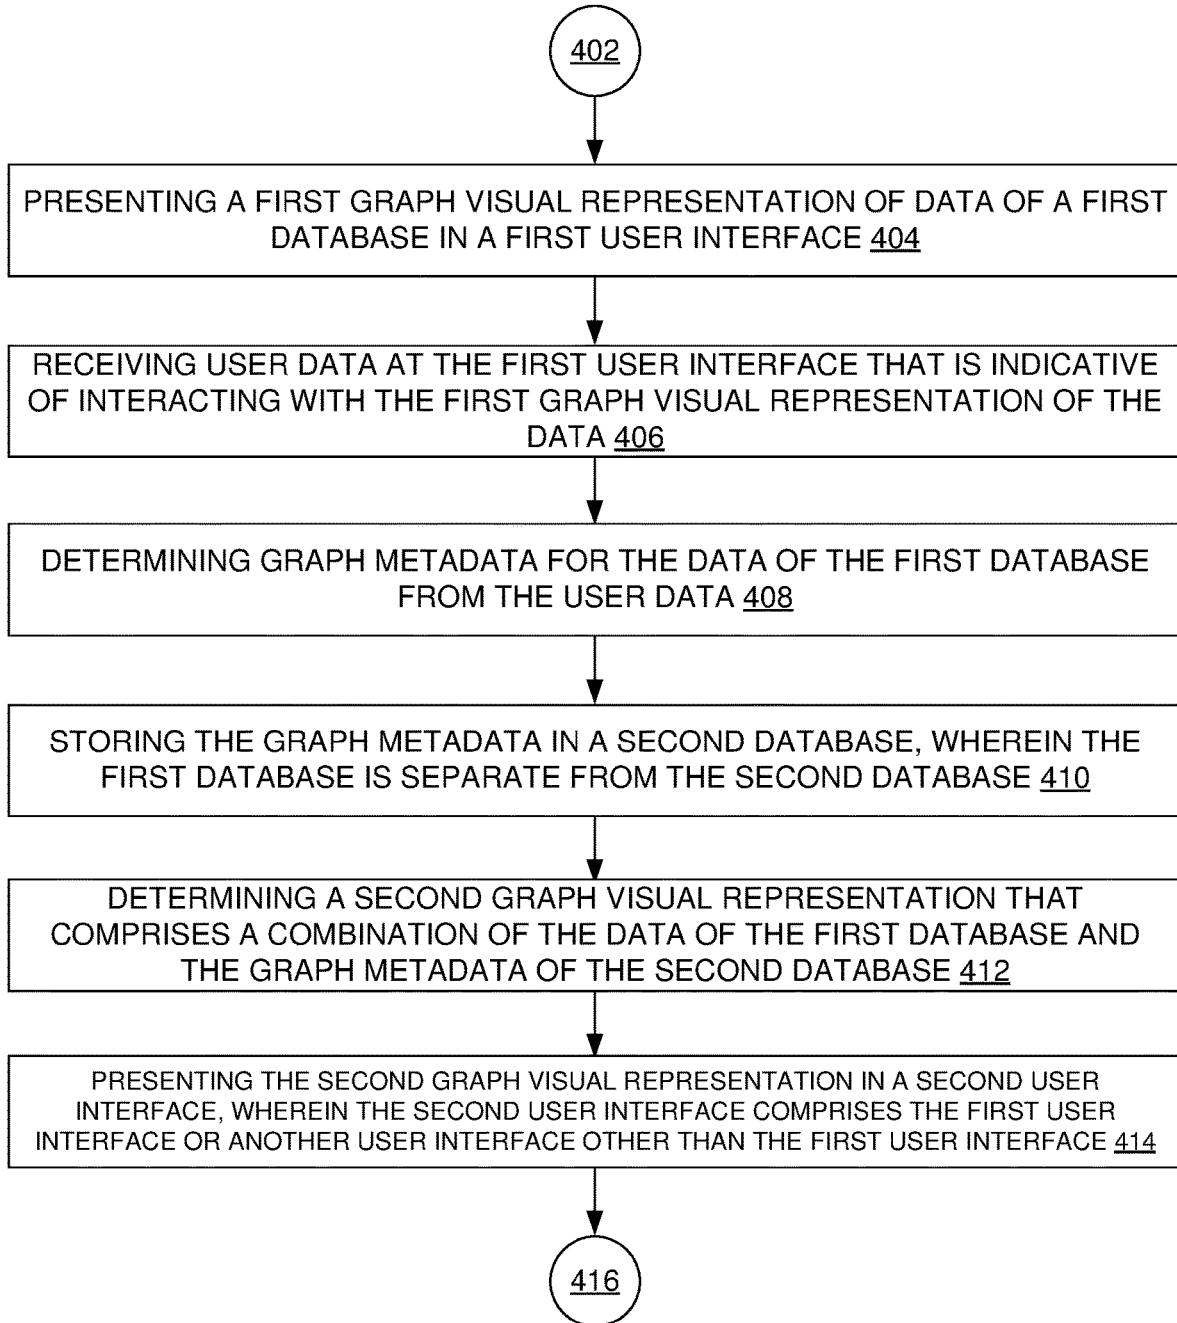 402
PRESENTING A FIRST GRAPH VISUAL REPRESENTATION OF DATA OF A FIRST
DATABASE IN A FIRST USER INTERFACE 404
RECEIVING USER DATA AT THE FIRST USER INTERFACE THAT IS INDICATIVE
OF INTERACTING WITH THE FIRST GRAPH VISUAL REPRESENTATION OF THE
DATA 406
DETERMINING GRAPH METADATA FOR THE DATA OF THE FIRST DATABASE
FROM THE USER DATA 408
STORING THE GRAPH METADATA IN A SECOND DATABASE, WHEREIN THE
FIRST DATABASE IS SEPARATE FROM THE SECOND DATABASE 410
DETERMINING A SECOND GRAPH VISUAL REPRESENTATION THAT
COMPRISES A COMBINATION OF THE DATA OF THE FIRST DATABASE AND
THE GRAPH METADATA OF THE SECOND DATABASE 412
PRESENTING THE SECOND GRAPH VISUAL REPRESENTATION IN A SECOND USER
INTERFACE, WHEREIN THE SECOND USER INTERFACE COMPRISES THE FIRST USER
INTERFACE OR ANOTHER USER INTERFACE OTHER THAN THE FIRST USER INTERFACE 414
416